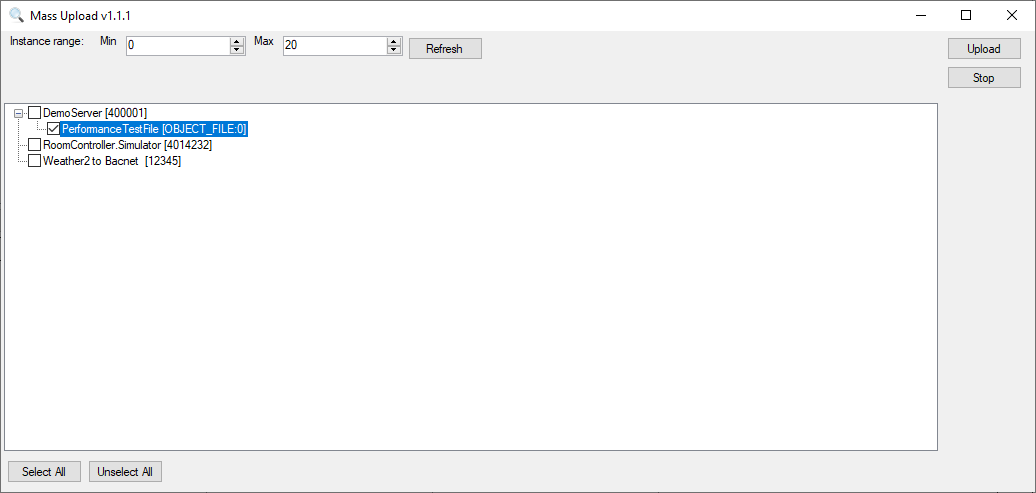 Mass Upload v1.1.1
Instance range: Min 0 Max 20 Refresh Upload
Stop
DemoServer [400001]
PerformanceTestFile [OBJECT_FILE:0]
RoomController.Simulator [4014232]
Weather2 to Bacnet  [12345]
Select All Unselect All